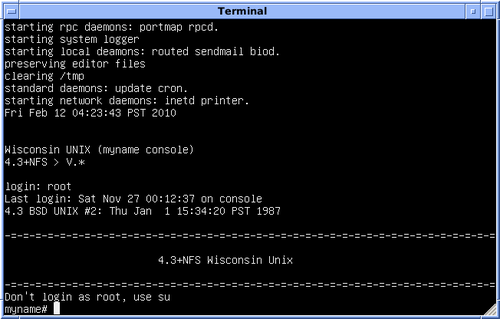 Terminal
starting rpc daemons: portmap rpcd.
starting system logger
starting local deamons: routed sendmail biod.
preserving editor files
clearing /tmp
standard daemons: update cron.
starting network daemons: inetd printer.
Fri Feb 12 04:23:43 PST 2010
Wisconsin UNIX (myname console)
4.3+NFS > V.*
login: root
Last login: Sat Nov 27 00:12:37 on console
4.3 BSD UNIX #2: Thu Jan  1 15:34:20 PST 1987
-=-=-=-=-=-=-=-=-=-=-=-=-=-=-=-=-=-=-=-=-=-=-=-=-=-=-=-=-=-=-=-=-=-=-=-=-=-=-=-
4.3+NFS Wisconsin Unix
-=-=-=-=-=-=-=-=-=-=-=-=-=-=-=-=-=-=-=-=-=-=-=-=-=-=-=-=-=-=-=-=-=-=-=-=-=-=-=-
Don't login as root, use su
myname#